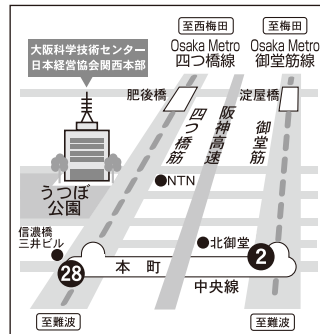 至西梅田
Osaka Metro
四つ橋線
至梅田
Osaka Metro
御堂筋線
大阪科学技術センター
日本経営協会関西本部
肥後橋
淀屋橋
四つ橋筋
阪神高速
御堂筋
うつぼ
公園
NTN
信濃橋
三井ビル
北御堂
2
28
本町
中央線
至難波
至難波